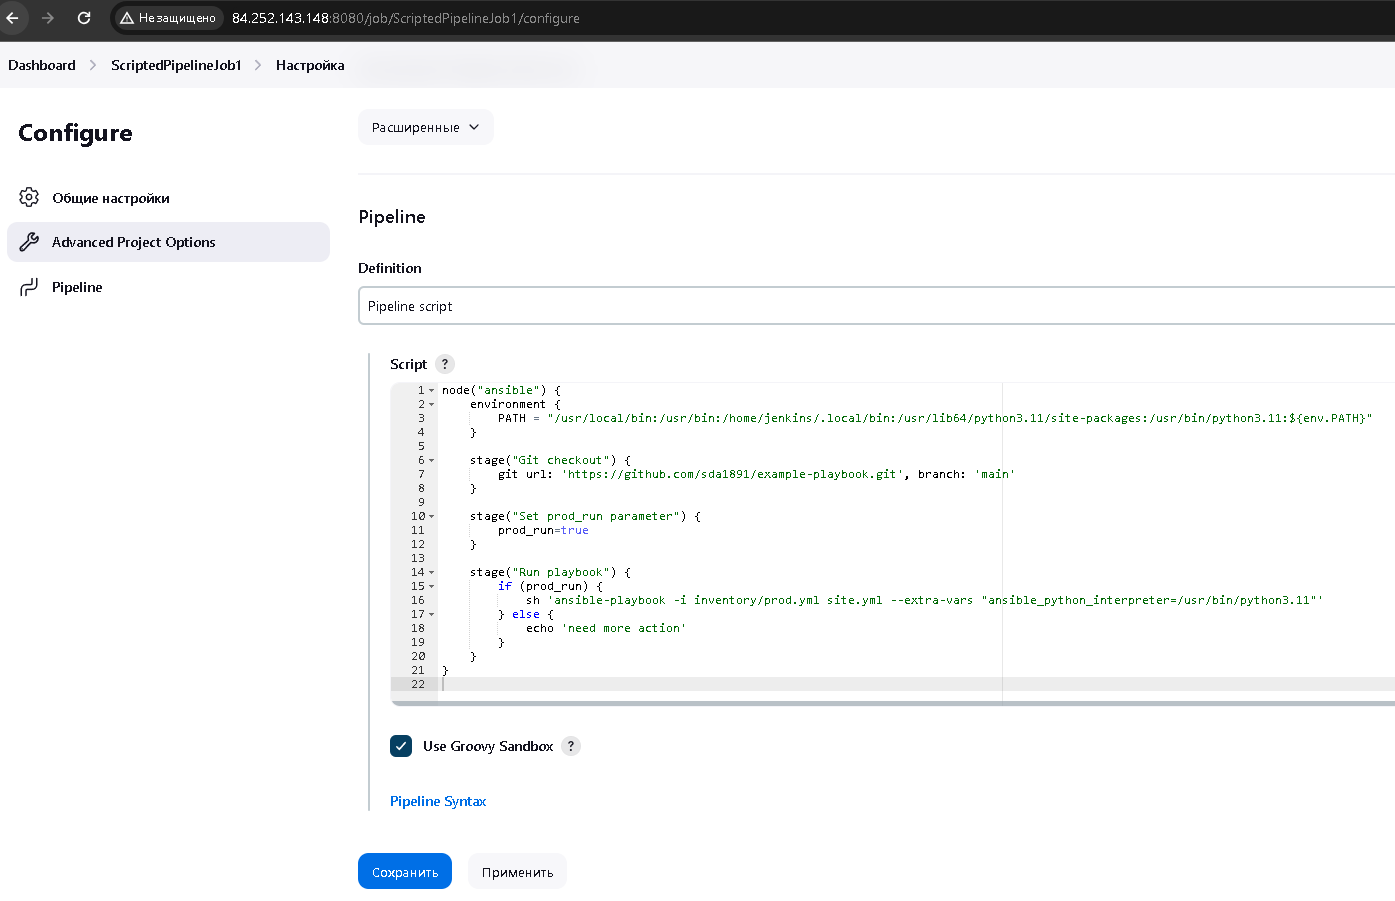 Не защищено 84.252.143.148:8080/job/ScriptedPipelineJob1/configure
Dashboard ScriptedPipelineJob1 Настройка
Configure
Общие настройки
Advanced Project Options
Pipeline
Расширенные
Pipeline
Definition
Pipeline script
Script ?
1 node("ansible") {
2 environment {
3 PATH = "/usr/local/bin:/usr/bin:/home/jenkins/.local/bin:/usr/lib64/python3.11/site-packages:/usr/bin/python3.11:${env.PATH}"
4 }
5
6 stage("Git checkout") {
7 git url: 'https://github.com/sda1891/example-playbook.git', branch: 'main'
8 }
9
10 stage("Set prod_run parameter") {
11 prod_run=true
12 }
13
14 stage("Run playbook") {
15 if (prod_run) {
16 sh 'ansible-playbook -i inventory/prod.yml site.yml --extra-vars "ansible_python_interpreter=/usr/bin/python3.11"'
17 } else {
18 echo 'need more action'
19 }
20 }
21 }
22
Use Groovy Sandbox ?
Pipeline Syntax
Сохранить Применить